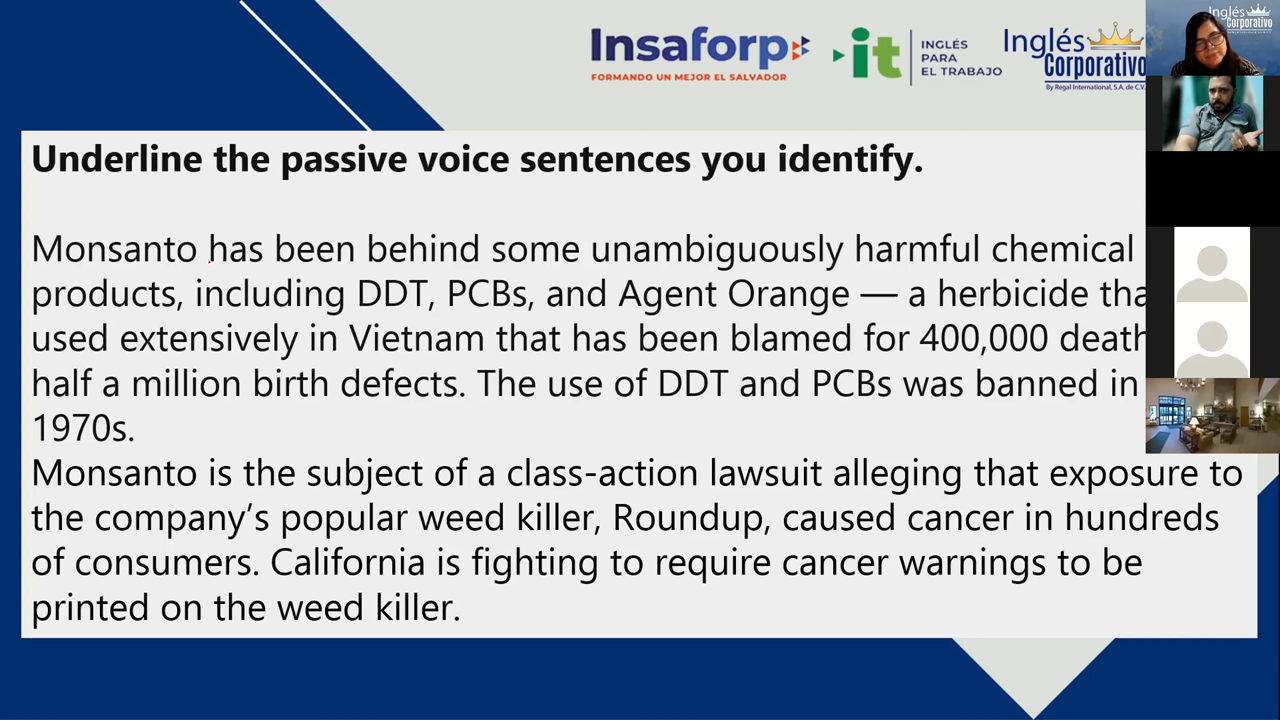 Insaforp
FORMANDO UN MEJOR EL SALVADOR
it
INGLÉS
PARA
EL TRABAJO
Inglés
Corporativo
By Regal International, S.A. de C.V.
Inglés
Corporativo
Underline the passive voice sentences you identify.
Monsanto has been behind some unambiguously harmful chemical
products, including DDT, PCBs, and Agent Orange — a herbicide tha
used extensively in Vietnam that has been blamed for 400,000 death
half a million birth defects. The use of DDT and PCBs was banned in
1970s.
Monsanto is the subject of a class-action lawsuit alleging that exposure to
the company’s popular weed killer, Roundup, caused cancer in hundreds
of consumers. California is fighting to require cancer warnings to be
printed on the weed killer.